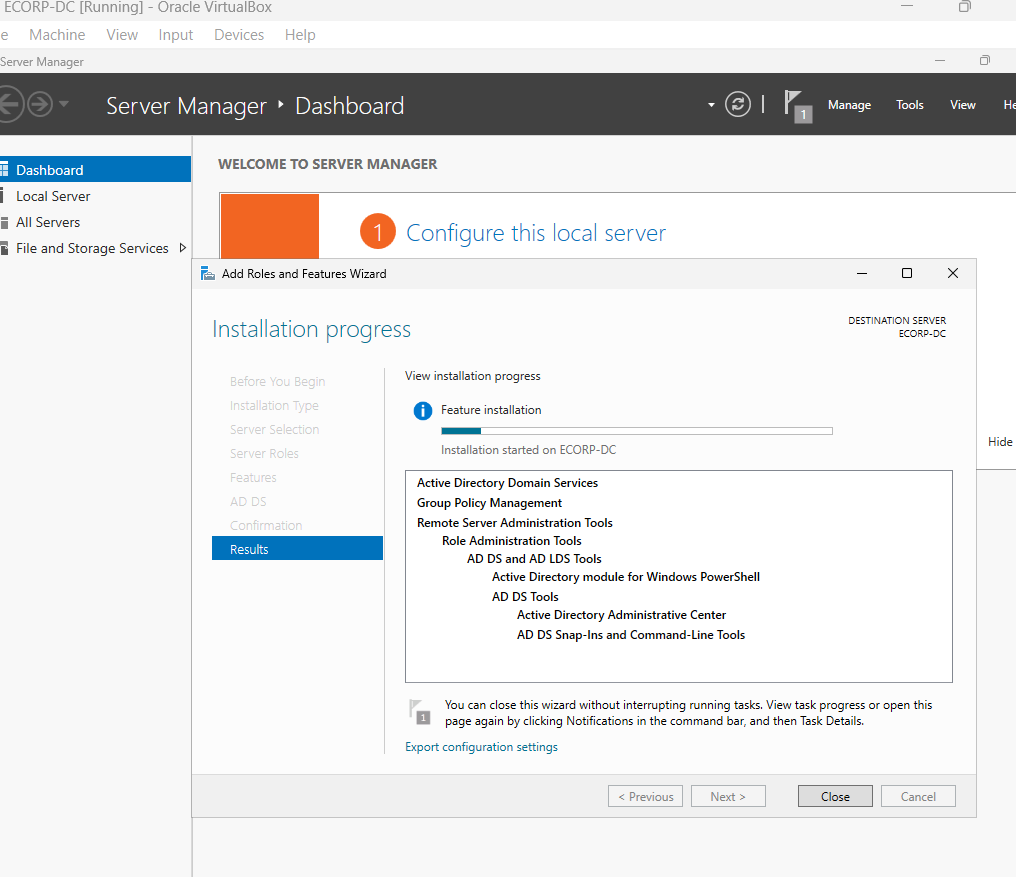 ECORP-DC [Running] - Oracle VirtualBox
e Machine View Input Devices Help
Server Manager
Server Manager Dashboard
1 Manage Tools View He
Dashboard
Local Server
All Servers
File and Storage Services
WELCOME TO SERVER MANAGER
1 Configure this local server
Hide
Add Roles and Features Wizard
Installation progress
DESTINATION SERVER
ECORP-DC
Before You Begin
Installation Type
Server Selection
Server Roles
Features
AD DS
Confirmation
Results
View installation progress
Feature installation
Installation started on ECORP-DC
Active Directory Domain Services
Group Policy Management
Remote Server Administration Tools
Role Administration Tools
AD DS and AD LDS Tools
Active Directory module for Windows PowerShell
AD DS Tools
Active Directory Administrative Center
AD DS Snap-Ins and Command-Line Tools
1
You can close this wizard without interrupting running tasks. View task progress or open this
page again by clicking Notifications in the command bar, and then Task Details.
Export configuration settings
< Previous Next > Close Cancel